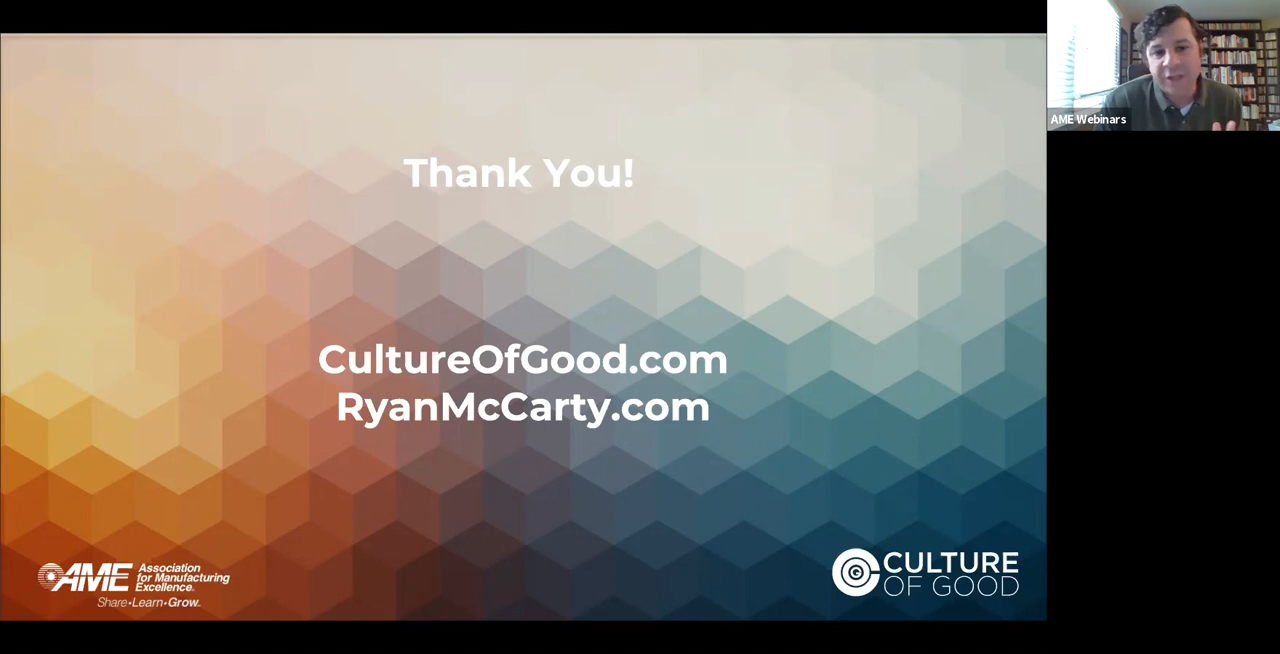 AME Webinars
Thank You!
CultureOfGood.com
RyanMcCarty.com
AME Association
for Manufacturing
Excellence.
Share•Learn•Grow.
CULTURE
OF GOOD